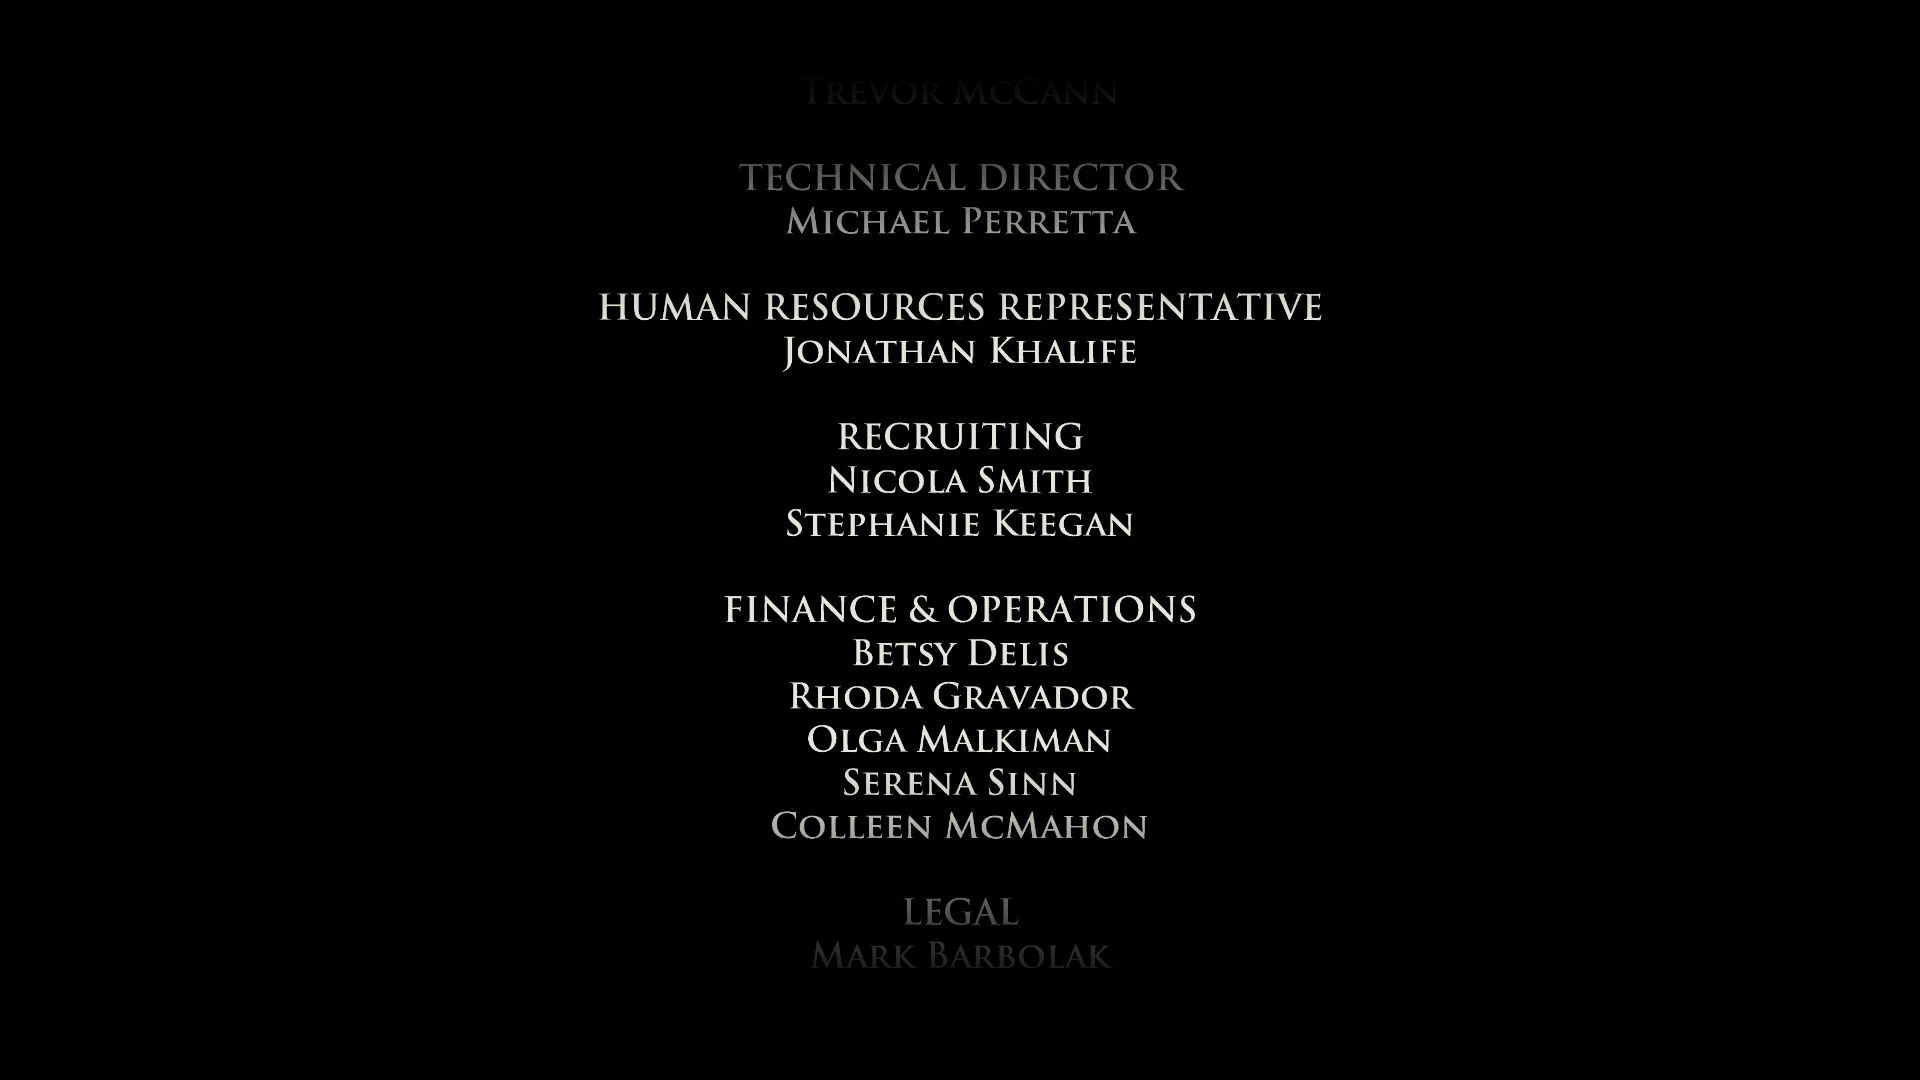 Trevor McCann
TECHNICAL DIRECTOR
Michael Perretta
HUMAN RESOURCES REPRESENTATIVE
Jonathan Khalife
RECRUITING
Nicola Smith
Stephanie Keegan
FINANCE & OPERATIONS
Betsy Delis
Rhoda Gravador
Olga Malkiman
Serena Sinn
Colleen McMahon
LEGAL
Mark Barbolak